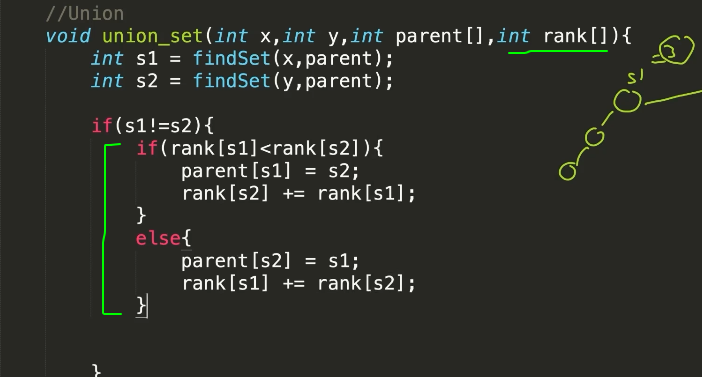 //Union
void union_set(int x,int y,int parent[],int rank[]){
int s1 = findSet(x,parent);
int s2 = findSet(y,parent);
if(s1!=s2){
if(rank[s1]<rank[s2]){
parent[s1] = s2;
rank[s2] += rank[s1];
}
else{
parent[s2] = s1;
rank[s1] += rank[s2];
}
}
s1
=3